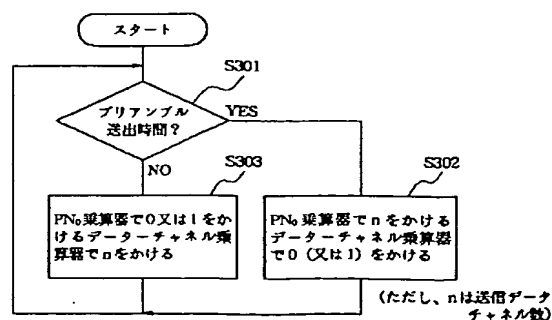 スタート
S301
プリアンブル
送出時間?
YES
NO
S303
S302
PN₀乗算器で0又は1をか
けるデーターチャネル乗
算器でnをかける
PN₀乗算器でnをかける
データーチャネル乗算器
で0(又は1)をかける
(ただし、nは送信データ
チャネル数)